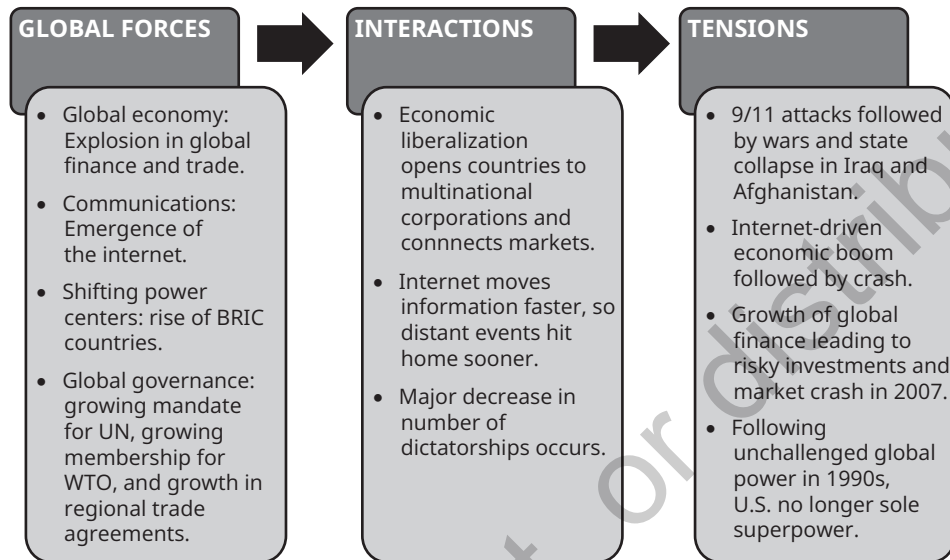 GLOBAL FORCES
• Global economy:
Explosion in global
finance and trade.
• Communications:
Emergence of
the internet.
• Shifting power
centers: rise of BRIC
countries.
• Global governance:
growing mandate
for UN, growing
membership for
WTO, and growth in
regional trade
agreements.
INTERACTIONS
• Economic
liberalization
opens countries to
multinational
corporations and
connnects markets.
• Internet moves
information faster, so
distant events hit
home sooner.
• Major decrease in
number of
dictatorships occurs.
TENSIONS
• 9/11 attacks followed
by wars and state
collapse in Iraq and
Afghanistan.
• Internet-driven
economic boom
followed by crash.
• Growth of global
finance leading to
risky investments and
market crash in 2007.
• Following
unchallenged global
power in 1990s,
U.S. no longer sole
superpower.
or